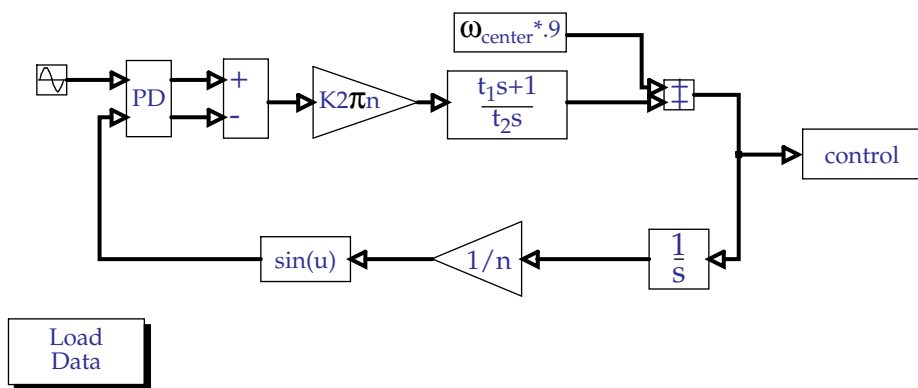 ω_center*.9
PD
+
-
K2πn
t₁s+1
t₂s
+
+
control
sin(u)
1/n
1
s
Load
Data